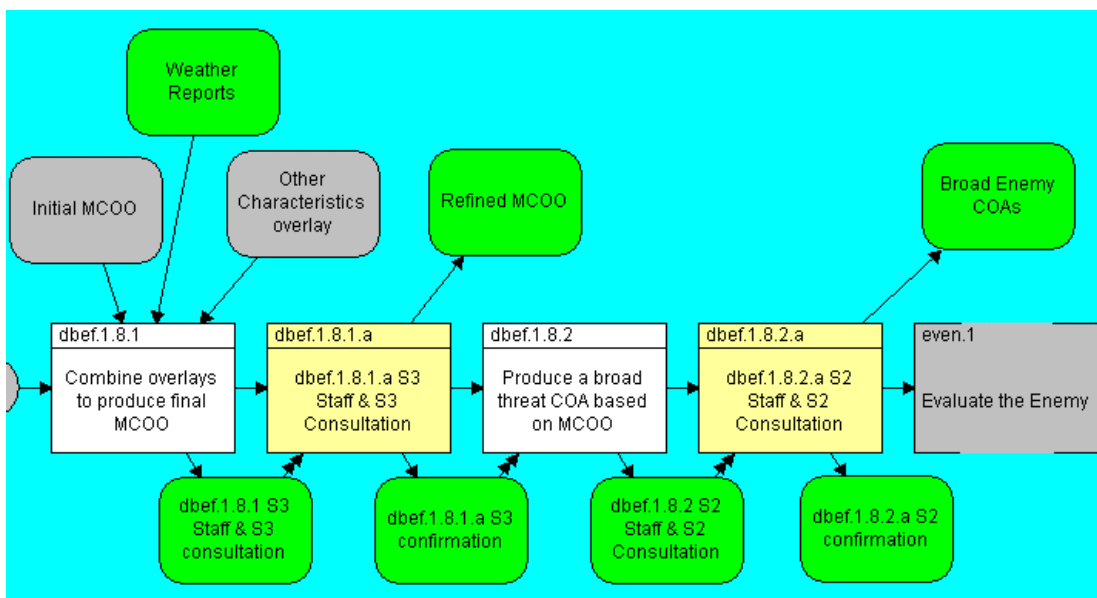 Weather
Reports
Initial MCOO
Other
Characteristics
overlay
Refined MCOO
Broad Enemy
COAs
dbef.1.8.1
Combine overlays
to produce final
MCOO
dbef.1.8.1.a
dbef.1.8.1.a S3
Staff & S3
Consultation
dbef.1.8.2
Produce a broad
threat COA based
on MCOO
dbef.1.8.2.a
dbef.1.8.2.a S2
Staff & S2
Consultation
even.1
Evaluate the Enemy
dbef.1.8.1 S3
Staff & S3
consultation
dbef.1.8.1.a S3
confirmation
dbef.1.8.2 S2
Staff & S2
Consultation
dbef.1.8.2.a S2
confirmation